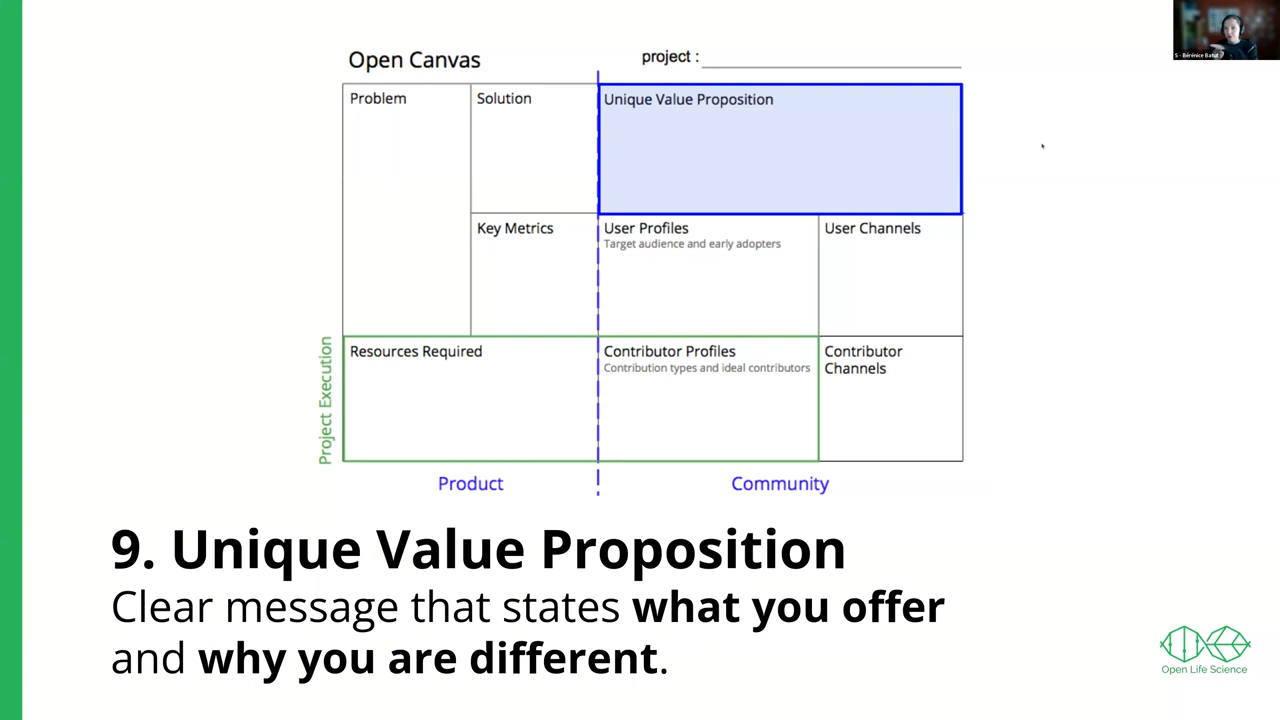 S - Bérénice Batut
Open Canvas
project :
Problem
Solution
Unique Value Proposition
Key Metrics
User Profiles
Target audience and early adopters
User Channels
Project Execution
Resources Required
Contributor Profiles
Contribution types and ideal contributors
Contributor
Channels
Product
Community
9. Unique Value Proposition
Clear message that states what you offer
and why you are different.
Open Life Science